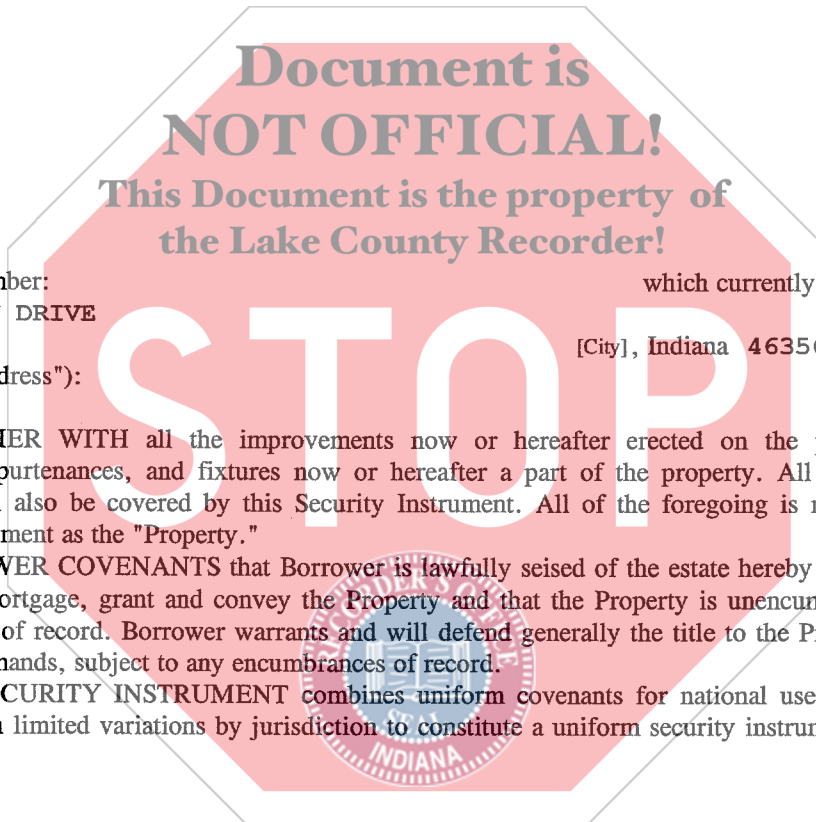 Document is
NOT OFFICIAL!
This Document is the property of
the Lake County Recorder!
nber: which currently
DRIVE
STOP
[City], Indiana 4635
dress"):
IER WITH all the improvements now or hereafter erected on the
purtenances, and fixtures now or hereafter a part of the property. All
also be covered by this Security Instrument. All of the foregoing is
ment as the "Property."
WER COVENANTS that Borrower is lawfully seised of the estate hereby
ortgage, grant and convey the Property and that the Property is unencum
of record. Borrower warrants and will defend generally the title to the P
nands, subject to any encumbrances of record.
CURITY INSTRUMENT combines uniform covenants for national use
limited variations by jurisdiction to constitute a uniform security instrum
RECORDER'S OFFICE
SEAL
INDIANA